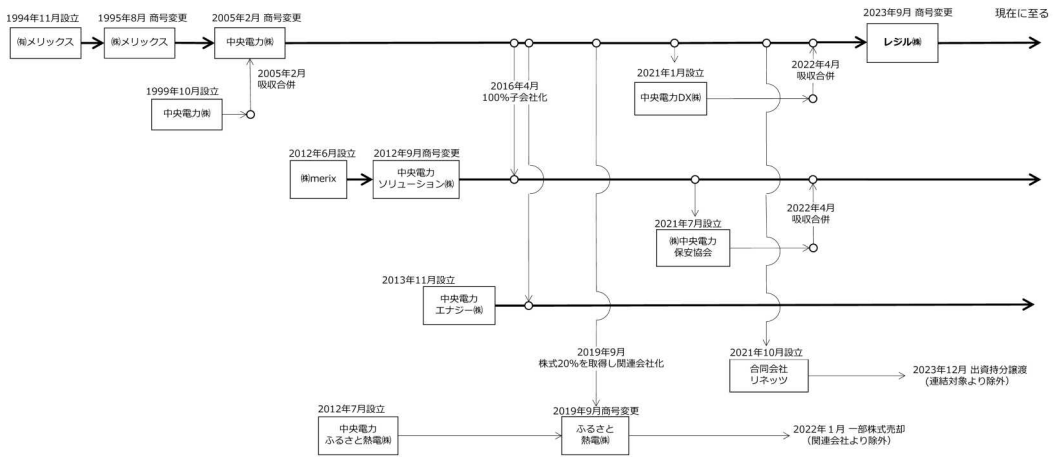 1994年11月設立
㈲メリックス
1995年8月 商号変更
㈱メリックス
2005年2月 商号変更
中央電力㈱
2023年9月 商号変更
レジル㈱
現在に至る
2005年2月
吸収合併
1999年10月設立
中央電力㈱
2016年4月
100%子会社化
2021年1月設立
中央電力DX㈱
2022年4月
吸収合併
2012年6月設立
㈱merix
2012年9月商号変更
中央電力
ソリューション㈱
2021年7月設立
㈱中央電力
保安協会
2022年4月
吸収合併
2013年11月設立
中央電力
エナジー㈱
2019年9月
株式20%を取得し関連会社化
2021年10月設立
合同会社
リネッツ
2023年12月 出資持分譲渡
(連結対象より除外)
2012年7月設立
中央電力
ふるさと熱電㈱
2019年9月商号変更
ふるさと
熱電㈱
2022年1月 一部株式売却
(関連会社より除外)